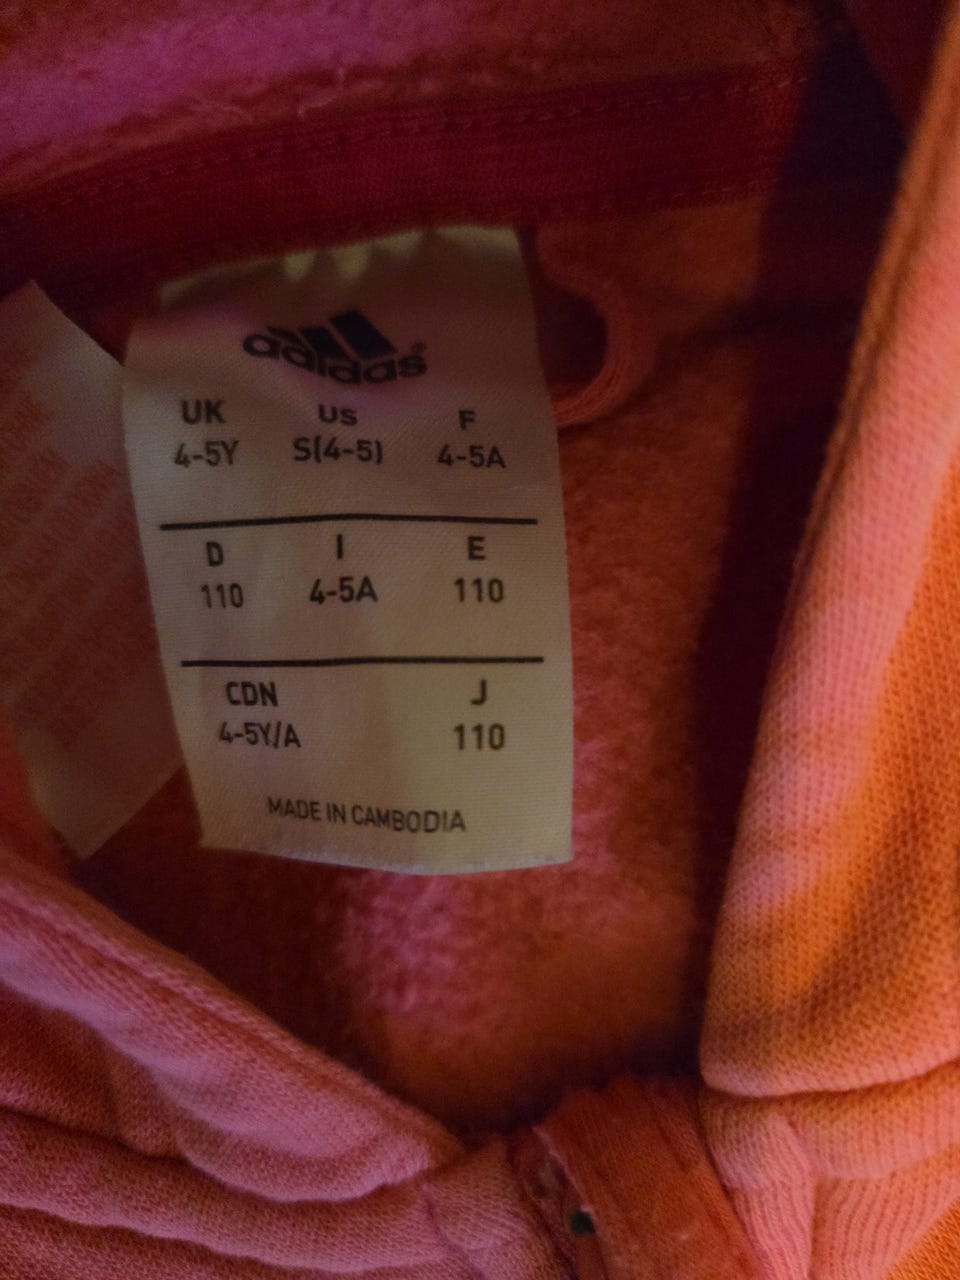 adidas®
UK US F
4-5Y S(4-5) 4-5A
D I E
110 4-5A 110
CDN J
4-5Y/A 110
MADE IN CAMBODIA